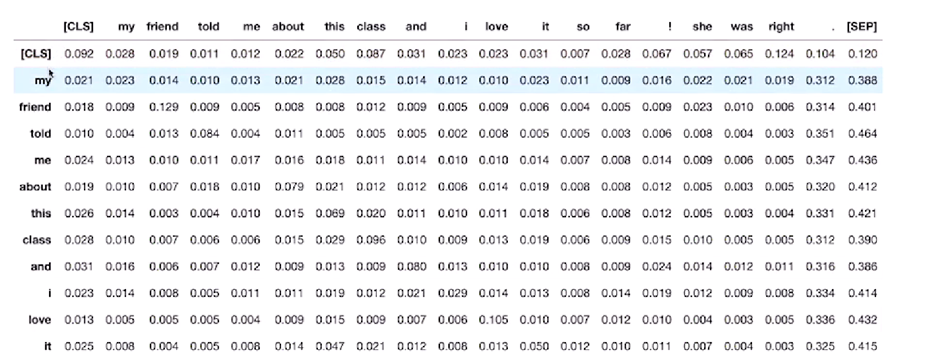 [CLS] my friend told me about this class and i love it so far ! she was right . [SEP]
[CLS] 0.092 0.028 0.019 0.011 0.012 0.022 0.050 0.087 0.031 0.023 0.023 0.031 0.007 0.028 0.067 0.057 0.065 0.124 0.104 0.120
my 0.021 0.023 0.014 0.010 0.013 0.021 0.028 0.015 0.014 0.012 0.010 0.023 0.011 0.009 0.016 0.022 0.021 0.019 0.312 0.388
friend 0.018 0.009 0.129 0.009 0.005 0.008 0.008 0.012 0.009 0.005 0.009 0.006 0.004 0.005 0.009 0.023 0.010 0.006 0.314 0.401
told 0.010 0.004 0.013 0.084 0.004 0.011 0.005 0.005 0.005 0.002 0.008 0.005 0.005 0.003 0.006 0.008 0.004 0.003 0.351 0.464
me 0.024 0.013 0.010 0.011 0.017 0.016 0.018 0.011 0.014 0.010 0.010 0.014 0.007 0.008 0.014 0.009 0.006 0.005 0.347 0.436
about 0.019 0.010 0.007 0.018 0.010 0.079 0.021 0.012 0.012 0.006 0.014 0.019 0.008 0.008 0.012 0.005 0.003 0.005 0.320 0.412
this 0.026 0.014 0.003 0.004 0.010 0.015 0.069 0.020 0.011 0.010 0.011 0.018 0.006 0.008 0.012 0.005 0.003 0.004 0.331 0.421
class 0.028 0.010 0.007 0.006 0.006 0.015 0.029 0.096 0.010 0.009 0.013 0.019 0.006 0.009 0.015 0.010 0.005 0.005 0.312 0.390
and 0.031 0.016 0.006 0.007 0.012 0.009 0.013 0.009 0.080 0.013 0.010 0.010 0.008 0.009 0.024 0.014 0.012 0.011 0.316 0.386
i 0.023 0.014 0.008 0.005 0.011 0.011 0.019 0.012 0.021 0.029 0.014 0.013 0.008 0.014 0.019 0.012 0.009 0.008 0.334 0.414
love 0.013 0.005 0.005 0.005 0.004 0.009 0.015 0.009 0.007 0.006 0.105 0.010 0.007 0.012 0.010 0.004 0.003 0.005 0.336 0.432
it 0.025 0.008 0.004 0.005 0.008 0.014 0.047 0.021 0.012 0.008 0.013 0.050 0.012 0.010 0.011 0.007 0.004 0.003 0.325 0.415